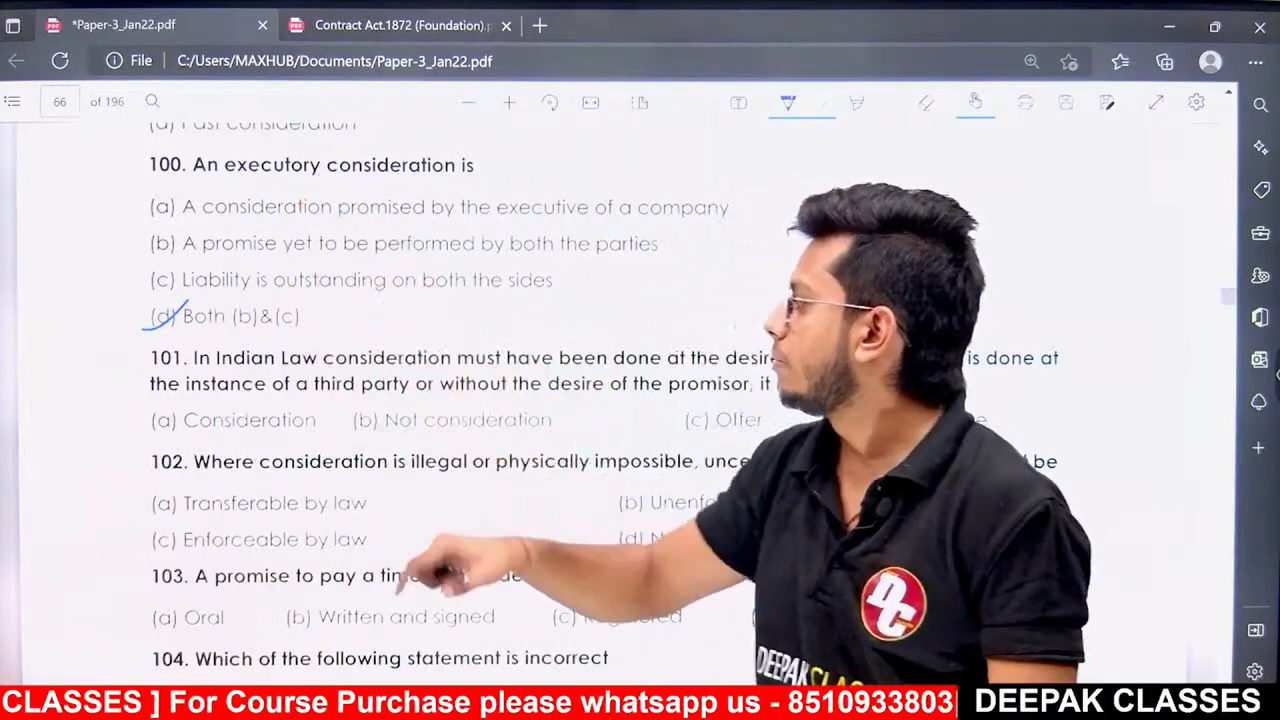 *Paper-3_Jan22.pdf
Contract Act.1872 (Foundation).p
File
C:/Users/MAXHUB/Documents/Paper-3_Jan22.pdf
66 of 196
(d) Past consideration
100. An executory consideration is
(a) A consideration promised by the executive of a company
(b) A promise yet to be performed by both the parties
(c) Liability is outstanding on both the sides
(d) Both (b)&(c)
101. In Indian Law consideration must have been done at the is done at
the instance of a third party or without the desire of the promisor, it
(a) Consideration (b) Not consideration (c) Offer
102. Where consideration is illegal or physically impossible, be
(a) Transferable by law (b)
(c) Enforceable by law (d)
103. A promise to pay a
(a) Oral (b) Written and signed (c)
104. Which of the following statement is incorrect
DC
DEEPAK
CLASSES ] For Course Purchase please whatsapp us - 8510933803
DEEPAK CLASSES